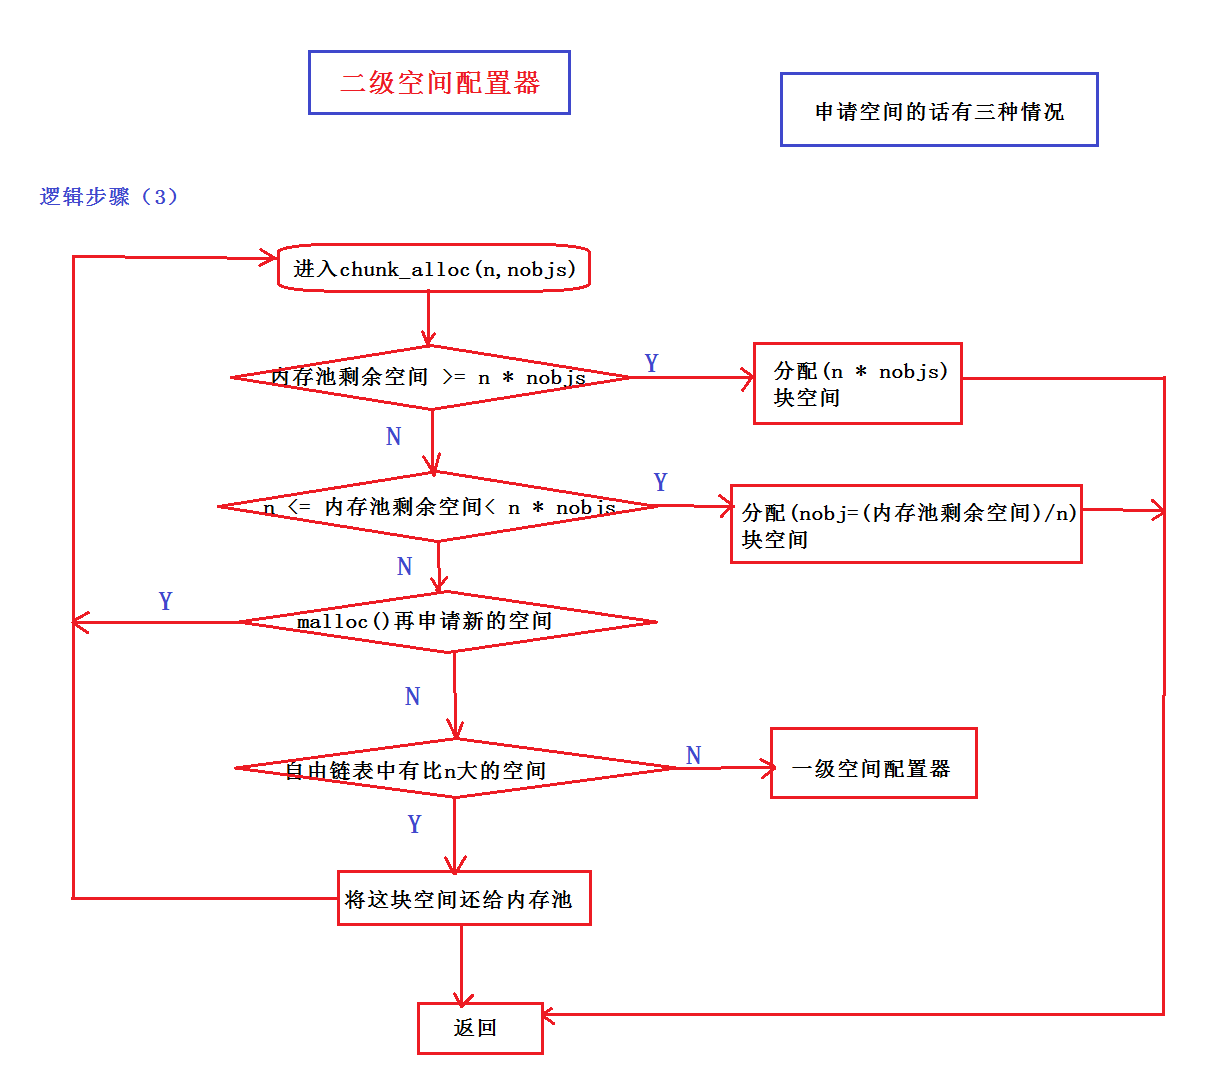 二级空间配置器
申请空间的话有三种情况
逻辑步骤（3）
进入chunk_alloc(n,nobjs)
内存池剩余空间 >= n * nobjs
Y
分配(n * nobjs)
块空间
N
n <= 内存池剩余空间< n * nobjs
Y
分配(nobj=(内存池剩余空间)/n)
块空间
N
Y
malloc()再申请新的空间
N
自由链表中有比n大的空间
N
一级空间配置器
Y
将这块空间还给内存池
返回